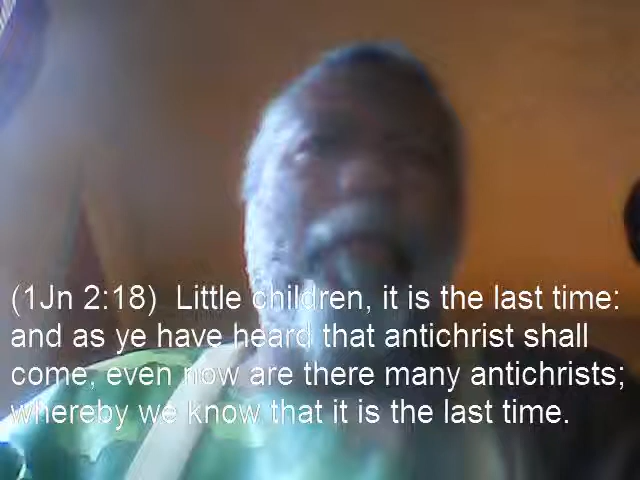 (1Jn 2:18)  Little children, it is the last time:
and as ye have heard that antichrist shall
come, even now are there many antichrists;
whereby we know that it is the last time.